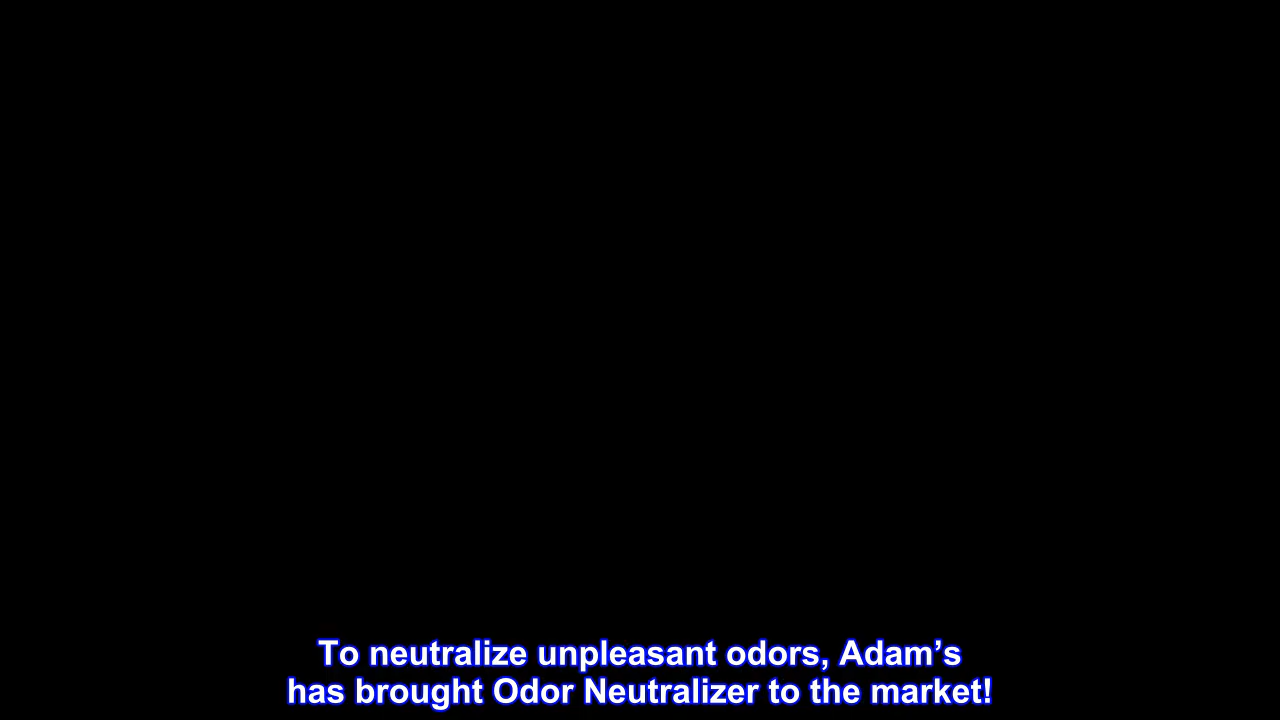 To neutralize unpleasant odors, Adam’s
has brought Odor Neutralizer to the market!